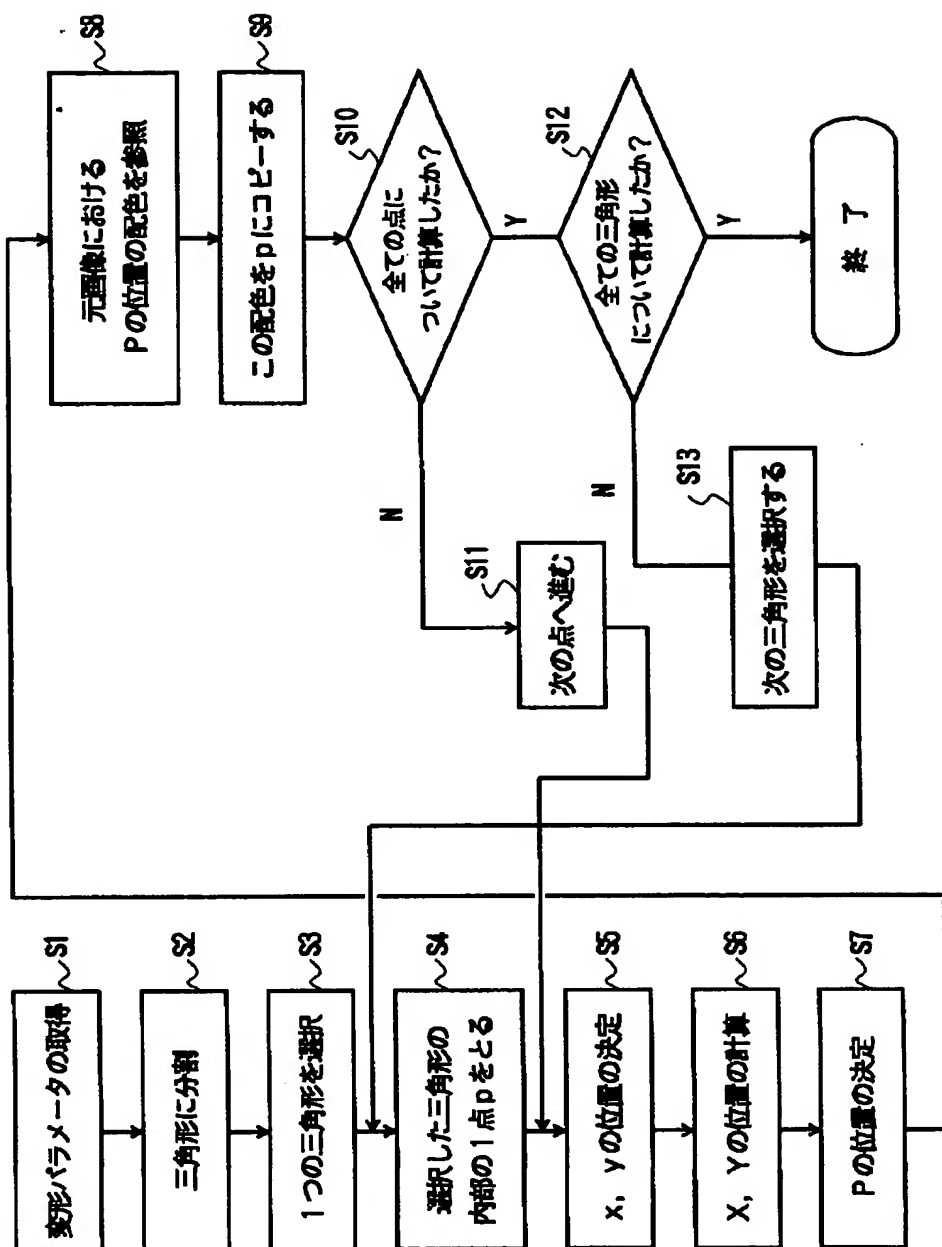 変形パラメータの取得
S1
三角形に分割
S2
1つの三角形を選択
S3
選択した三角形の
内部の1点pをとる
S4
x, yの位置の決定
S5
X, Yの位置の計算
S6
Pの位置の決定
S7
元画像における
Pの位置の配色を参照
S8
この配色をpにコピーする
S9
全ての点に
ついて計算したか?
S10
N
Y
次の点へ進む
S11
全ての三角形
について計算したか?
S12
N
Y
次の三角形を選択する
S13
終 了